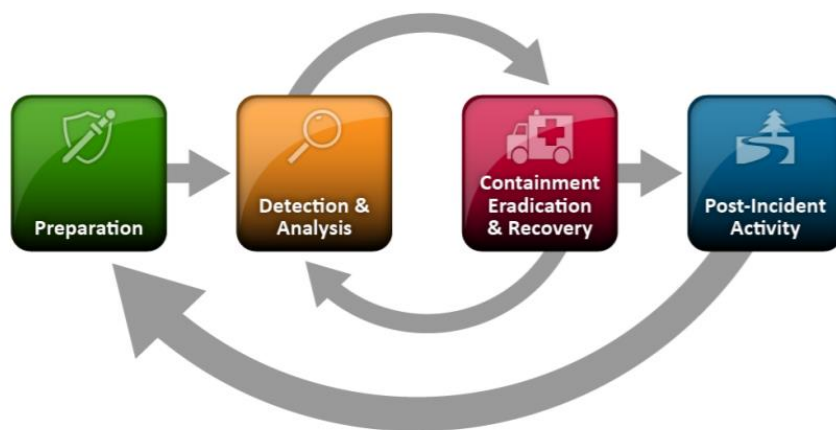 Preparation
Detection &
Analysis
Containment
Eradication
& Recovery
Post-Incident
Activity